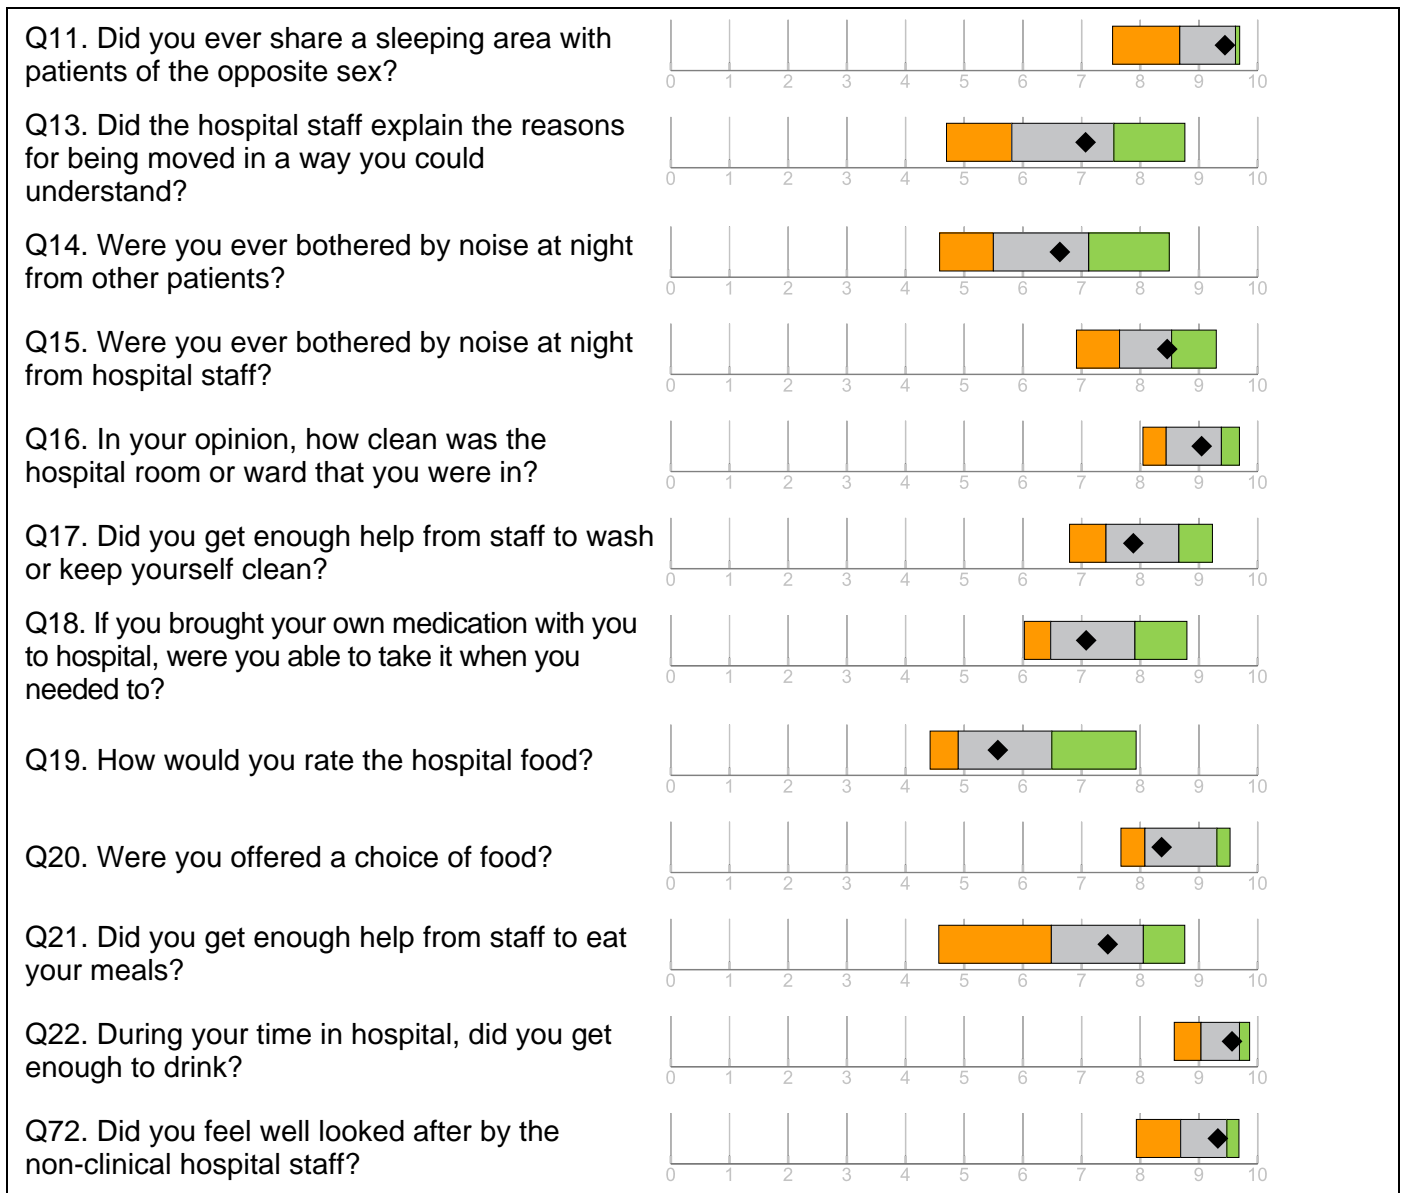 Q11. Did you ever share a sleeping area with
patients of the opposite sex?
0 1 2 3 4 5 6 7 8 9 10
Q13. Did the hospital staff explain the reasons
for being moved in a way you could
understand?
0 1 2 3 4 5 6 7 8 9 10
Q14. Were you ever bothered by noise at night
from other patients?
0 1 2 3 4 5 6 7 8 9 10
Q15. Were you ever bothered by noise at night
from hospital staff?
0 1 2 3 4 5 6 7 8 9 10
Q16. In your opinion, how clean was the
hospital room or ward that you were in?
0 1 2 3 4 5 6 7 8 9 10
Q17. Did you get enough help from staff to wash
or keep yourself clean?
0 1 2 3 4 5 6 7 8 9 10
Q18. If you brought your own medication with you
to hospital, were you able to take it when you
needed to?
0 1 2 3 4 5 6 7 8 9 10
Q19. How would you rate the hospital food?
0 1 2 3 4 5 6 7 8 9 10
Q20. Were you offered a choice of food?
0 1 2 3 4 5 6 7 8 9 10
Q21. Did you get enough help from staff to eat
your meals?
0 1 2 3 4 5 6 7 8 9 10
Q22. During your time in hospital, did you get
enough to drink?
0 1 2 3 4 5 6 7 8 9 10
Q72. Did you feel well looked after by the
non-clinical hospital staff?
0 1 2 3 4 5 6 7 8 9 10